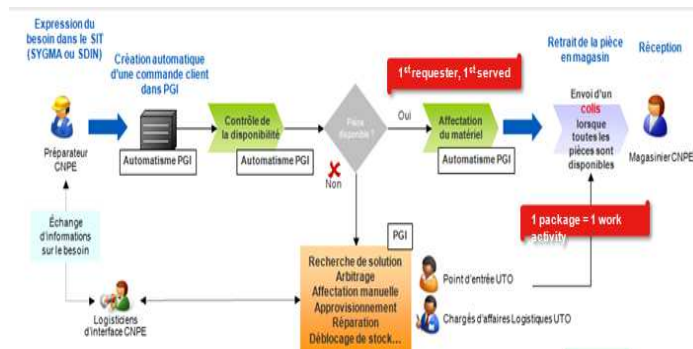 Expression du
besoin dans le SIT
(SYGMA ou SDIN)
Création automatique
d'une commande client
dans PGI
1st requester, 1st served
Retrait de la pièce
en magasin
Réception
Préparateur
CNPE
Automatisme PGI
Contrôle de
la disponibilité
Automatisme PGI
Pièce
disponible ?
Oui
Non
Affectation
du matériel
Automatisme PGI
Envoi d'un
colis
lorsque
toutes les
pièces sont
disponibles
Magasinier CNPE
1 package = 1 work
activity
Échange
d'informations
sur le besoin
Logisticiens
d'interface CNPE
PGI
Recherche de solution
Arbitrage
Affectation manuelle
Approvisionnement
Réparation
Déblocage de stock...
Point d'entrée UTO
Chargés d'affaires Logistiques UTO